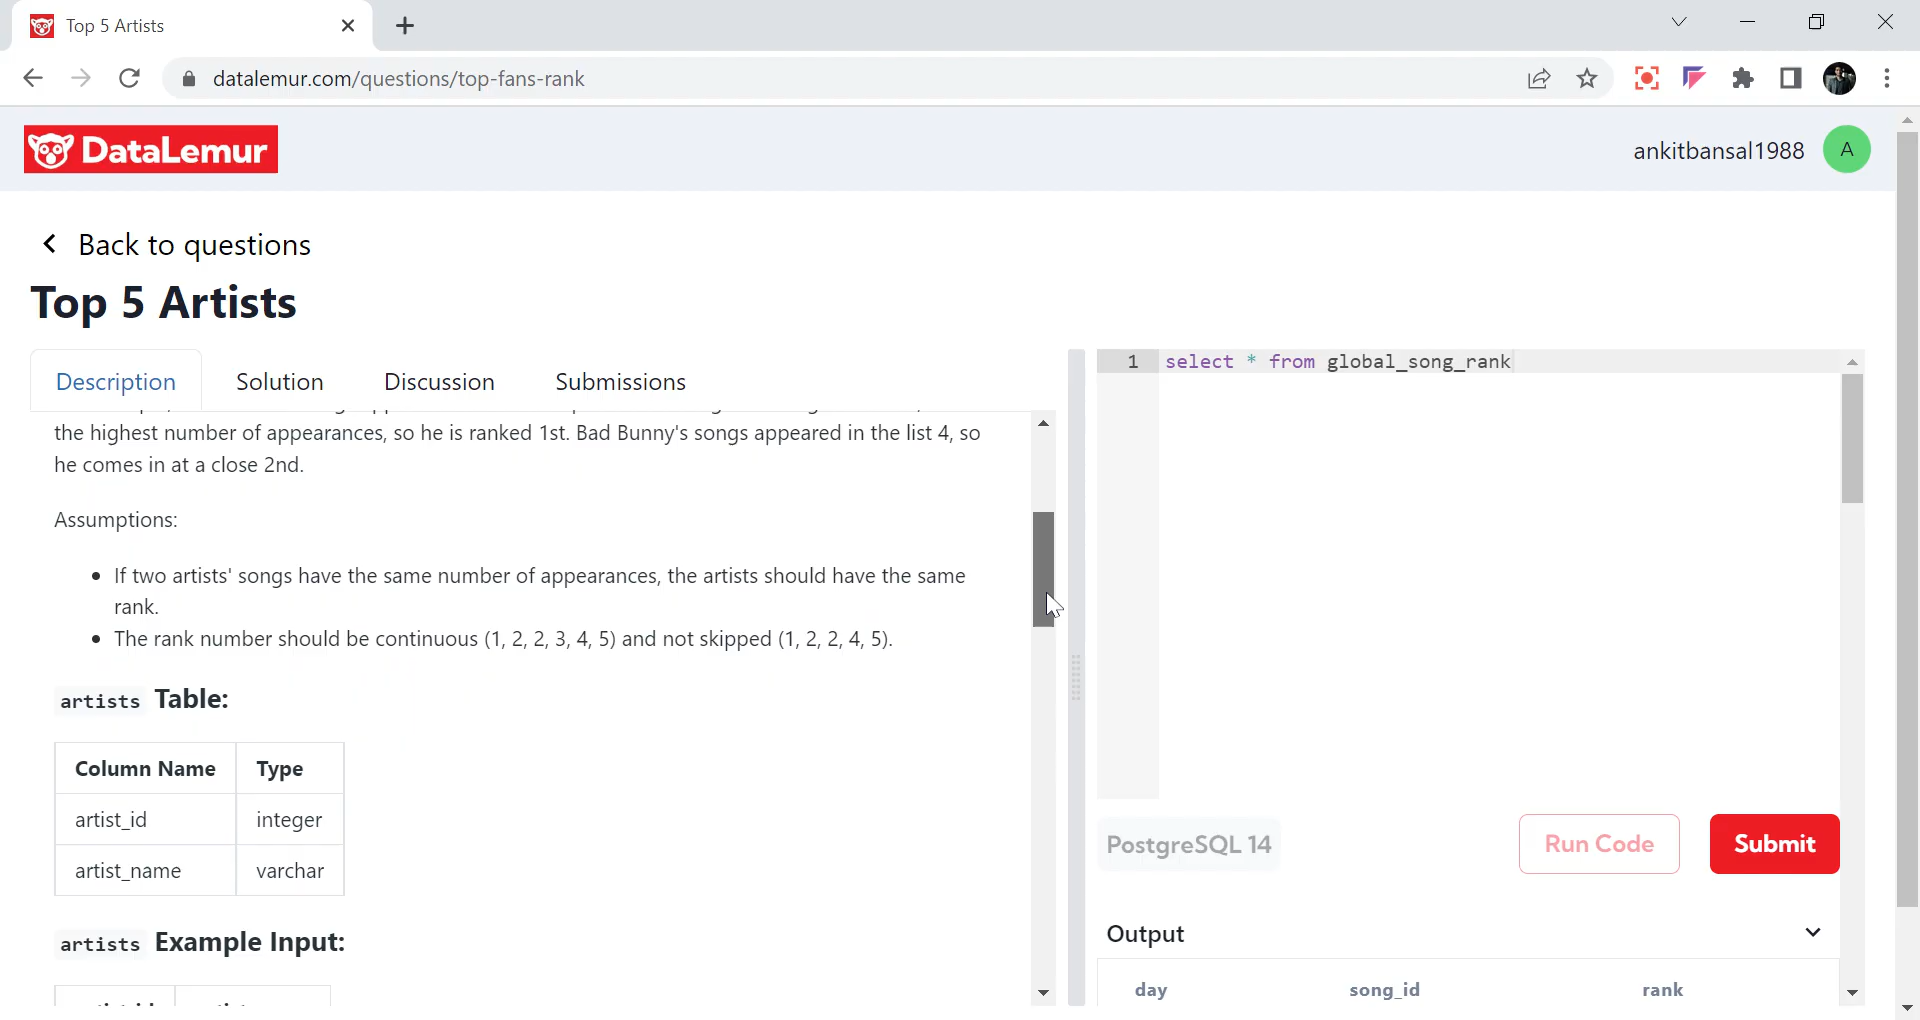 Top 5 Artists
datalemur.com/questions/top-fans-rank
DataLemur
ankitbansal1988
A
Back to questions
Top 5 Artists
Description Solution Discussion Submissions
the highest number of appearances, so he is ranked 1st. Bad Bunny's songs appeared in the list 4, so
he comes in at a close 2nd.
Assumptions:
• If two artists' songs have the same number of appearances, the artists should have the same
rank.
• The rank number should be continuous (1, 2, 2, 3, 4, 5) and not skipped (1, 2, 2, 4, 5).
artists Table:
Column Name Type
artist_id integer
artist_name varchar
artists Example Input:
1 select * from global_song_rank
PostgreSQL 14
Run Code
Submit
Output
day song_id rank